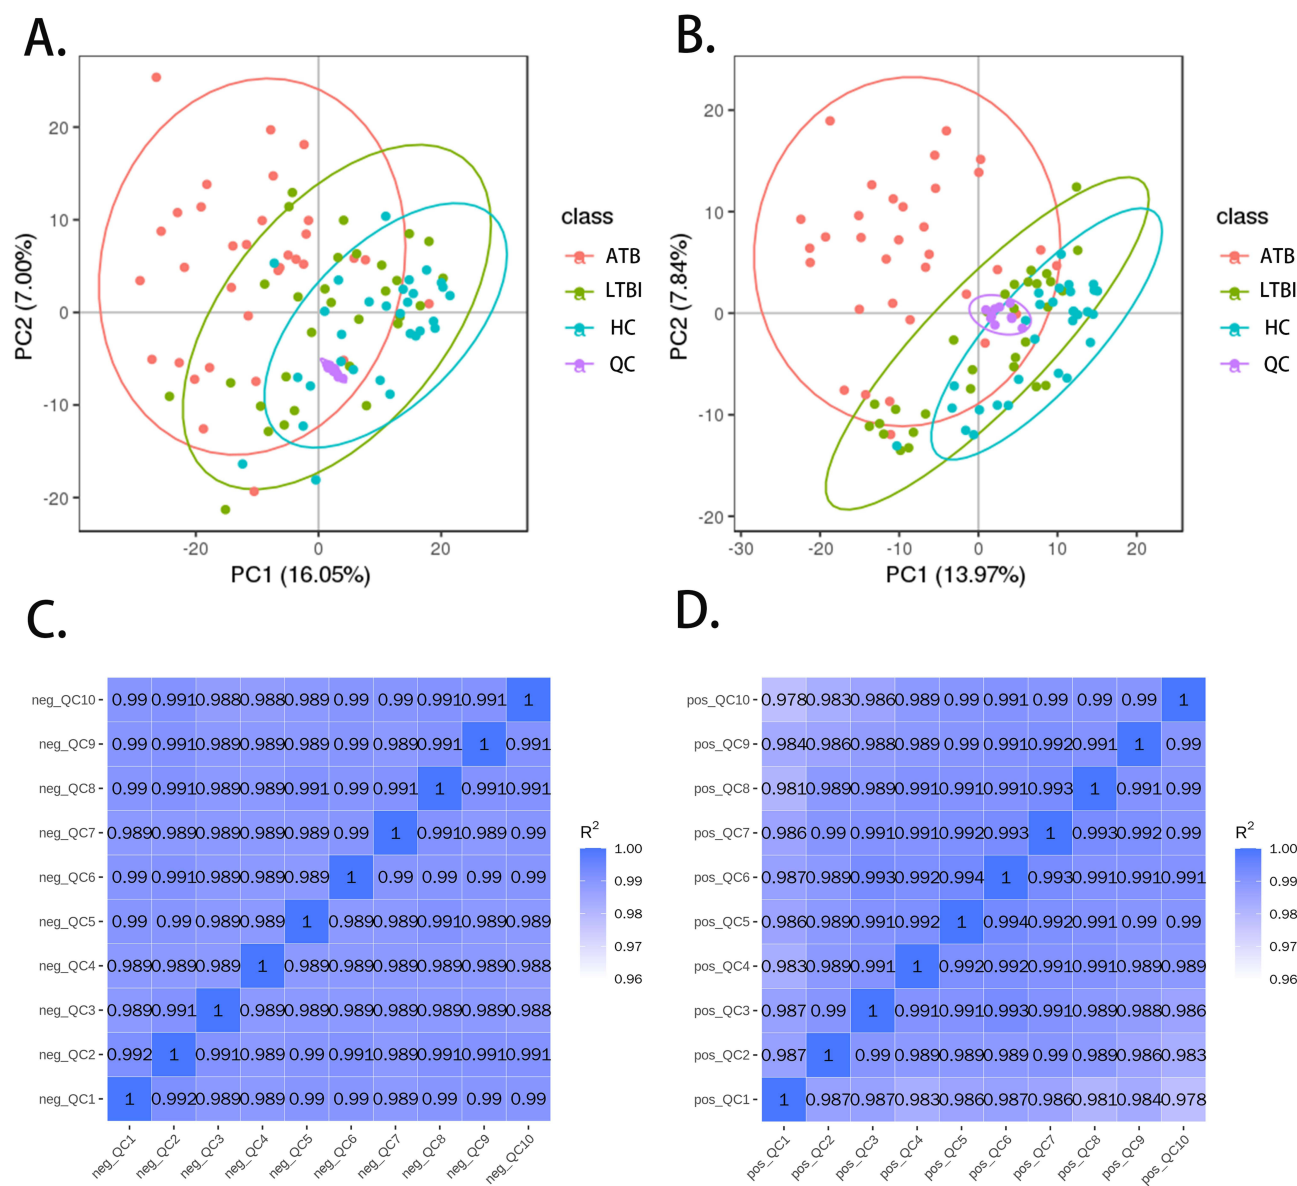 A.
B.
20
10
0
-10
-20
-20
0
20
PC2 (7.00%)
PC1 (16.05%)
class
a ATB
a LTBI
a HC
a QC
20
10
0
-10
-20
-30
-20
-10
0
10
20
PC2 (7.84%)
PC1 (13.97%)
class
a ATB
a LTBI
a HC
a QC
C.
D.
neg_QC10 0.99 0.991 0.988 0.988 0.989 0.99 0.99 0.991 0.991 1
neg_QC9 0.99 0.991 0.989 0.989 0.989 0.99 0.989 0.991 1 0.991
neg_QC8 0.99 0.991 0.989 0.989 0.991 0.99 0.991 1 0.991 0.991
neg_QC7 0.989 0.989 0.989 0.989 0.989 0.99 1 0.991 0.989 0.99
neg_QC6 0.99 0.991 0.989 0.989 0.989 1 0.99 0.99 0.99 0.99
neg_QC5 0.99 0.99 0.989 0.989 1 0.989 0.989 0.991 0.989 0.989
neg_QC4 0.989 0.989 0.989 1 0.989 0.989 0.989 0.989 0.989 0.988
neg_QC3 0.989 0.991 1 0.989 0.989 0.989 0.989 0.989 0.989 0.988
neg_QC2 0.992 1 0.991 0.989 0.99 0.991 0.989 0.991 0.991 0.991
neg_QC1 1 0.992 0.989 0.989 0.99 0.99 0.989 0.99 0.99 0.99
neg_QC1 neg_QC2 neg_QC3 neg_QC4 neg_QC5 neg_QC6 neg_QC7 neg_QC8 neg_QC9 neg_QC10
R²
1.00
0.99
0.98
0.97
0.96
pos_QC10 0.978 0.983 0.986 0.989 0.99 0.991 0.99 0.99 0.99 1
pos_QC9 0.984 0.986 0.988 0.989 0.99 0.991 0.992 0.991 1 0.99
pos_QC8 0.981 0.989 0.989 0.991 0.991 0.991 0.993 1 0.991 0.99
pos_QC7 0.986 0.99 0.991 0.991 0.992 0.993 1 0.993 0.992 0.99
pos_QC6 0.987 0.989 0.993 0.992 0.994 1 0.993 0.991 0.991 0.991
pos_QC5 0.986 0.989 0.991 0.992 1 0.994 0.992 0.991 0.99 0.99
pos_QC4 0.983 0.989 0.991 1 0.992 0.992 0.991 0.991 0.989 0.989
pos_QC3 0.987 0.99 1 0.991 0.991 0.993 0.991 0.989 0.988 0.986
pos_QC2 0.987 1 0.99 0.989 0.989 0.989 0.99 0.989 0.986 0.983
pos_QC1 1 0.987 0.987 0.983 0.986 0.987 0.986 0.981 0.984 0.978
pos_QC1 pos_QC2 pos_QC3 pos_QC4 pos_QC5 pos_QC6 pos_QC7 pos_QC8 pos_QC9 pos_QC10
R²
1.00
0.99
0.98
0.97
0.96